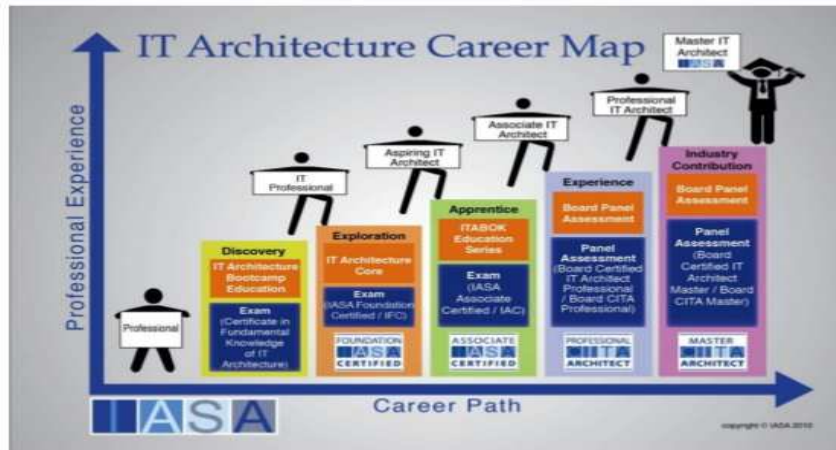 IT Architecture Career Map
Master IT
Architect
IASA
Professional
IT Architect
Associate IT
Architect
Aspiring IT
Architect
IT
Professional
Professional
Professional Experience
Discovery
IT Architecture
Bootcamp
Education
Exam
(Certificate in
Fundamental
Knowledge
of IT
Architecture)
Exploration
IT Architecture
Core
Exam
(IASA Foundation
Certified / IFC)
FOUNDATION
IASA
CERTIFIED
Apprentice
ITABOK
Education
Series
Exam
(IASA
Associate
Certified / IAC)
ASSOCIATE
IASA
CERTIFIED
Experience
Board Panel
Assessment
Panel
Assessment
(Board Certified
IT Architect
Professional
/ Board CITA
Professional)
PROFESSIONAL
CITA
ARCHITECT
Industry
Contribution
Board Panel
Assessment
Panel
Assessment
(Board
Certified IT
Architect
Master / Board
CITA Master)
MASTER
CITA
ARCHITECT
Career Path
IASA
copyright © IASA 2010